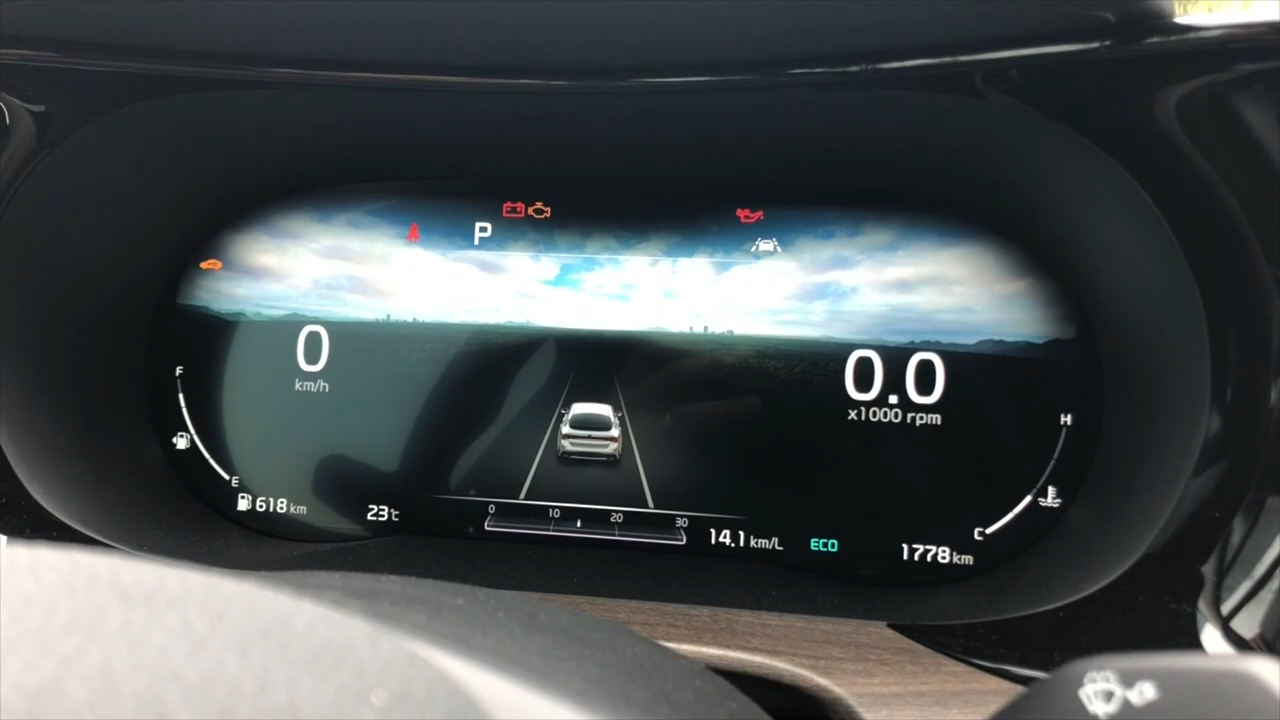 P
0
km/h
0.0
x1000 rpm
F
E
H
C
618 km
23℃
0 10 20 30
14.1 km/L
ECO
1778 km